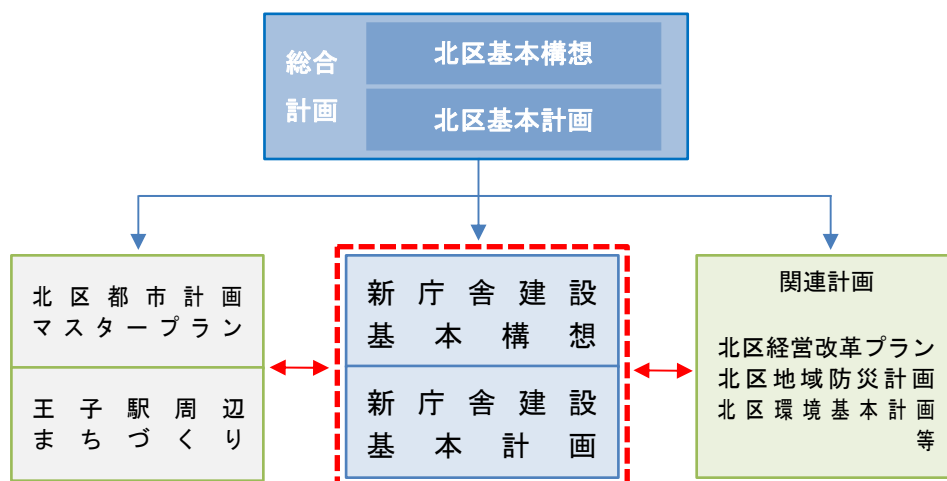 総合
計画
北区基本構想
北区基本計画
北区都市計画
マスタープラン
王子駅周辺
まちづくり
新庁舎建設
基本構想
新庁舎建設
基本計画
関連計画
北区経営改革プラン
北区地域防災計画
北区環境基本計画
等